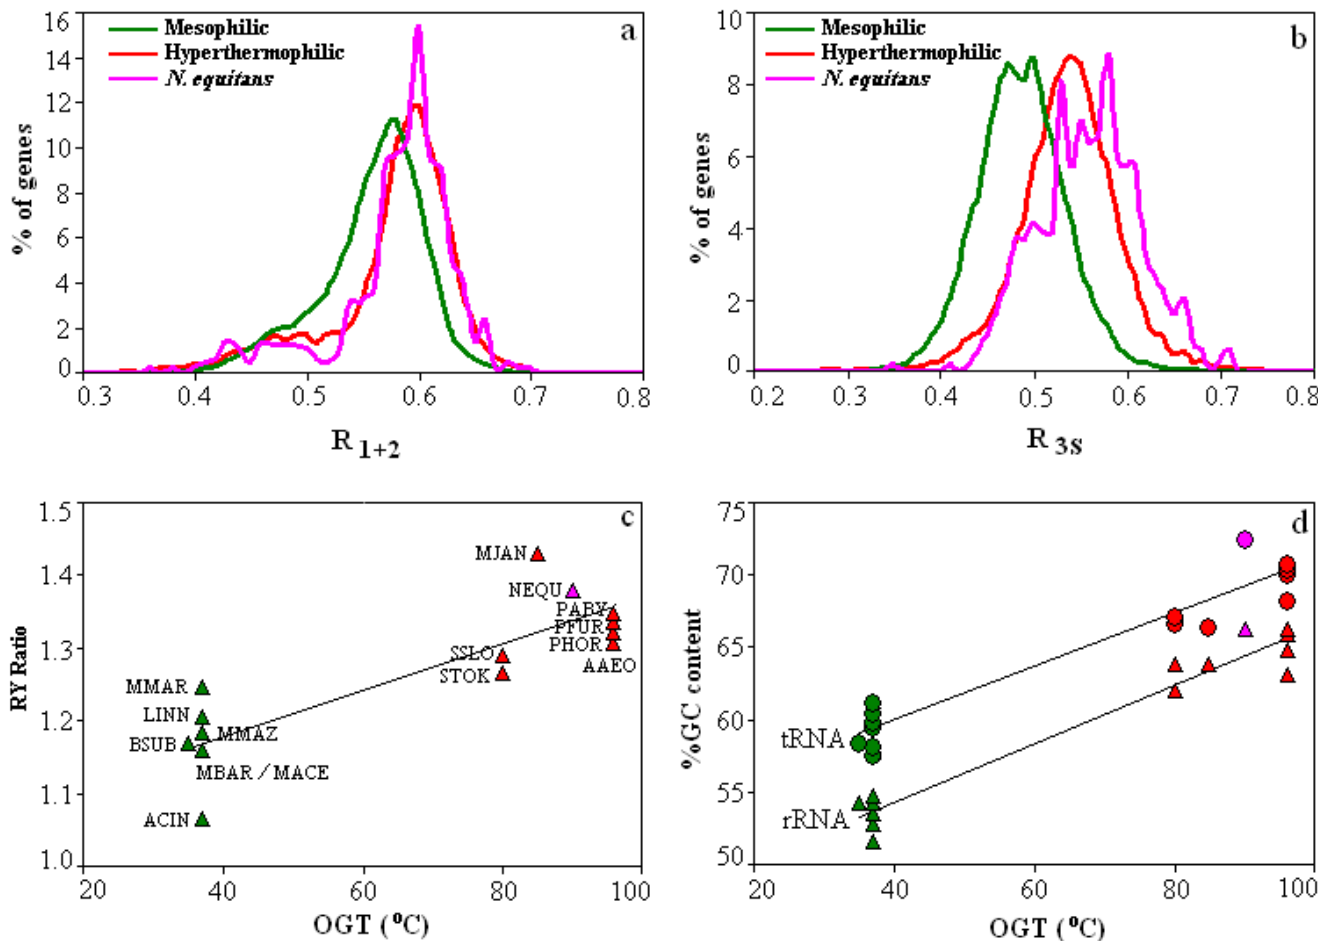 16
14
12
10
8
6
4
2
0
% of genes
Mesophilic
Hyperthermophilic
N. equitans
a
0.3 0.4 0.5 0.6 0.7 0.8
R 1+2
10
8
6
4
2
0
% of genes
Mesophilic
Hyperthermophilic
N. equitans
b
0.2 0.3 0.4 0.5 0.6 0.7 0.8
R 3s
1.5
1.4
1.3
1.2
1.1
1.0
RY Ratio
c
MJAN
NEQU
PABY
PFUR
SSLO
PHOR
AAEO
STOK
MMAR
LINN
MMAZ
BSUB
MBAR / MACE
ACIN
20 40 60 80 100
OGT (°C)
75
70
65
60
55
50
%GC content
d
tRNA
rRNA
20 40 60 80 100
OGT (°C)